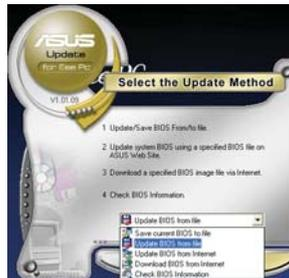 ASUS
Update
for Eee Pc
V1.01.09
Select the Update Method
1 Update/Save BIOS From/to file.
2 Update system BIOS using a specified BIOS file on
ASUS Web Site.
3 Download a specified BIOS image file via Internet.
4 Check BIOS Information.
Update BIOS from file
Save current BIOS to file
Update BIOS from file
Update BIOS from Internet
Download BIOS from Internet
Check BIOS Information